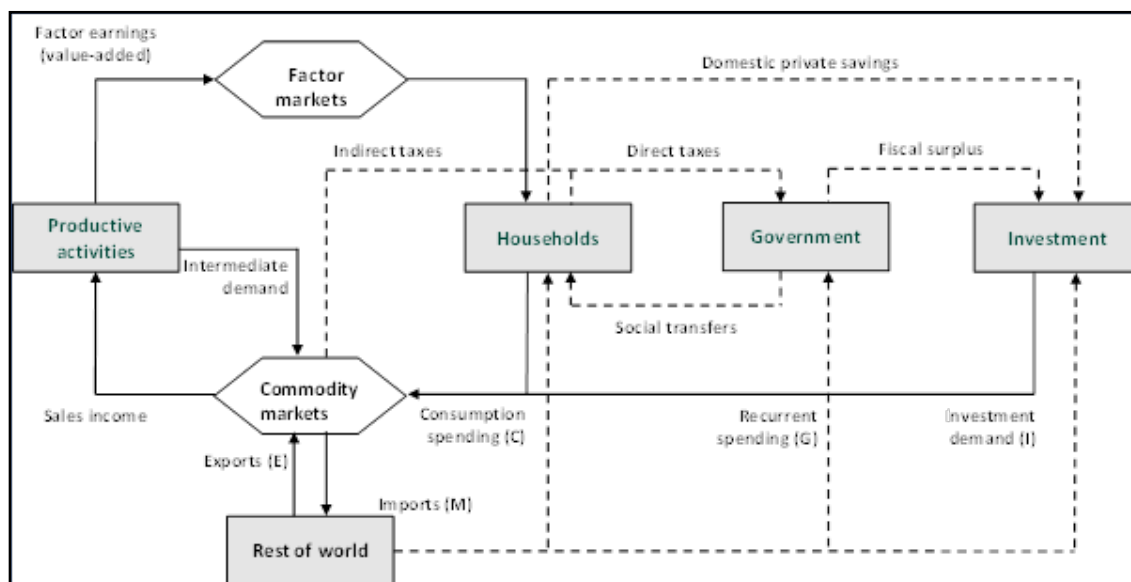 Factor earnings
(value-added)
Factor
markets
Domestic private savings
Indirect taxes
Direct taxes
Fiscal surplus
Productive
activities
Households
Government
Investment
Intermediate
demand
Social transfers
Commodity
markets
Sales income
Consumption
spending (C)
Recurrent
spending (G)
Investment
demand (I)
Exports (E)
Imports (M)
Rest of world